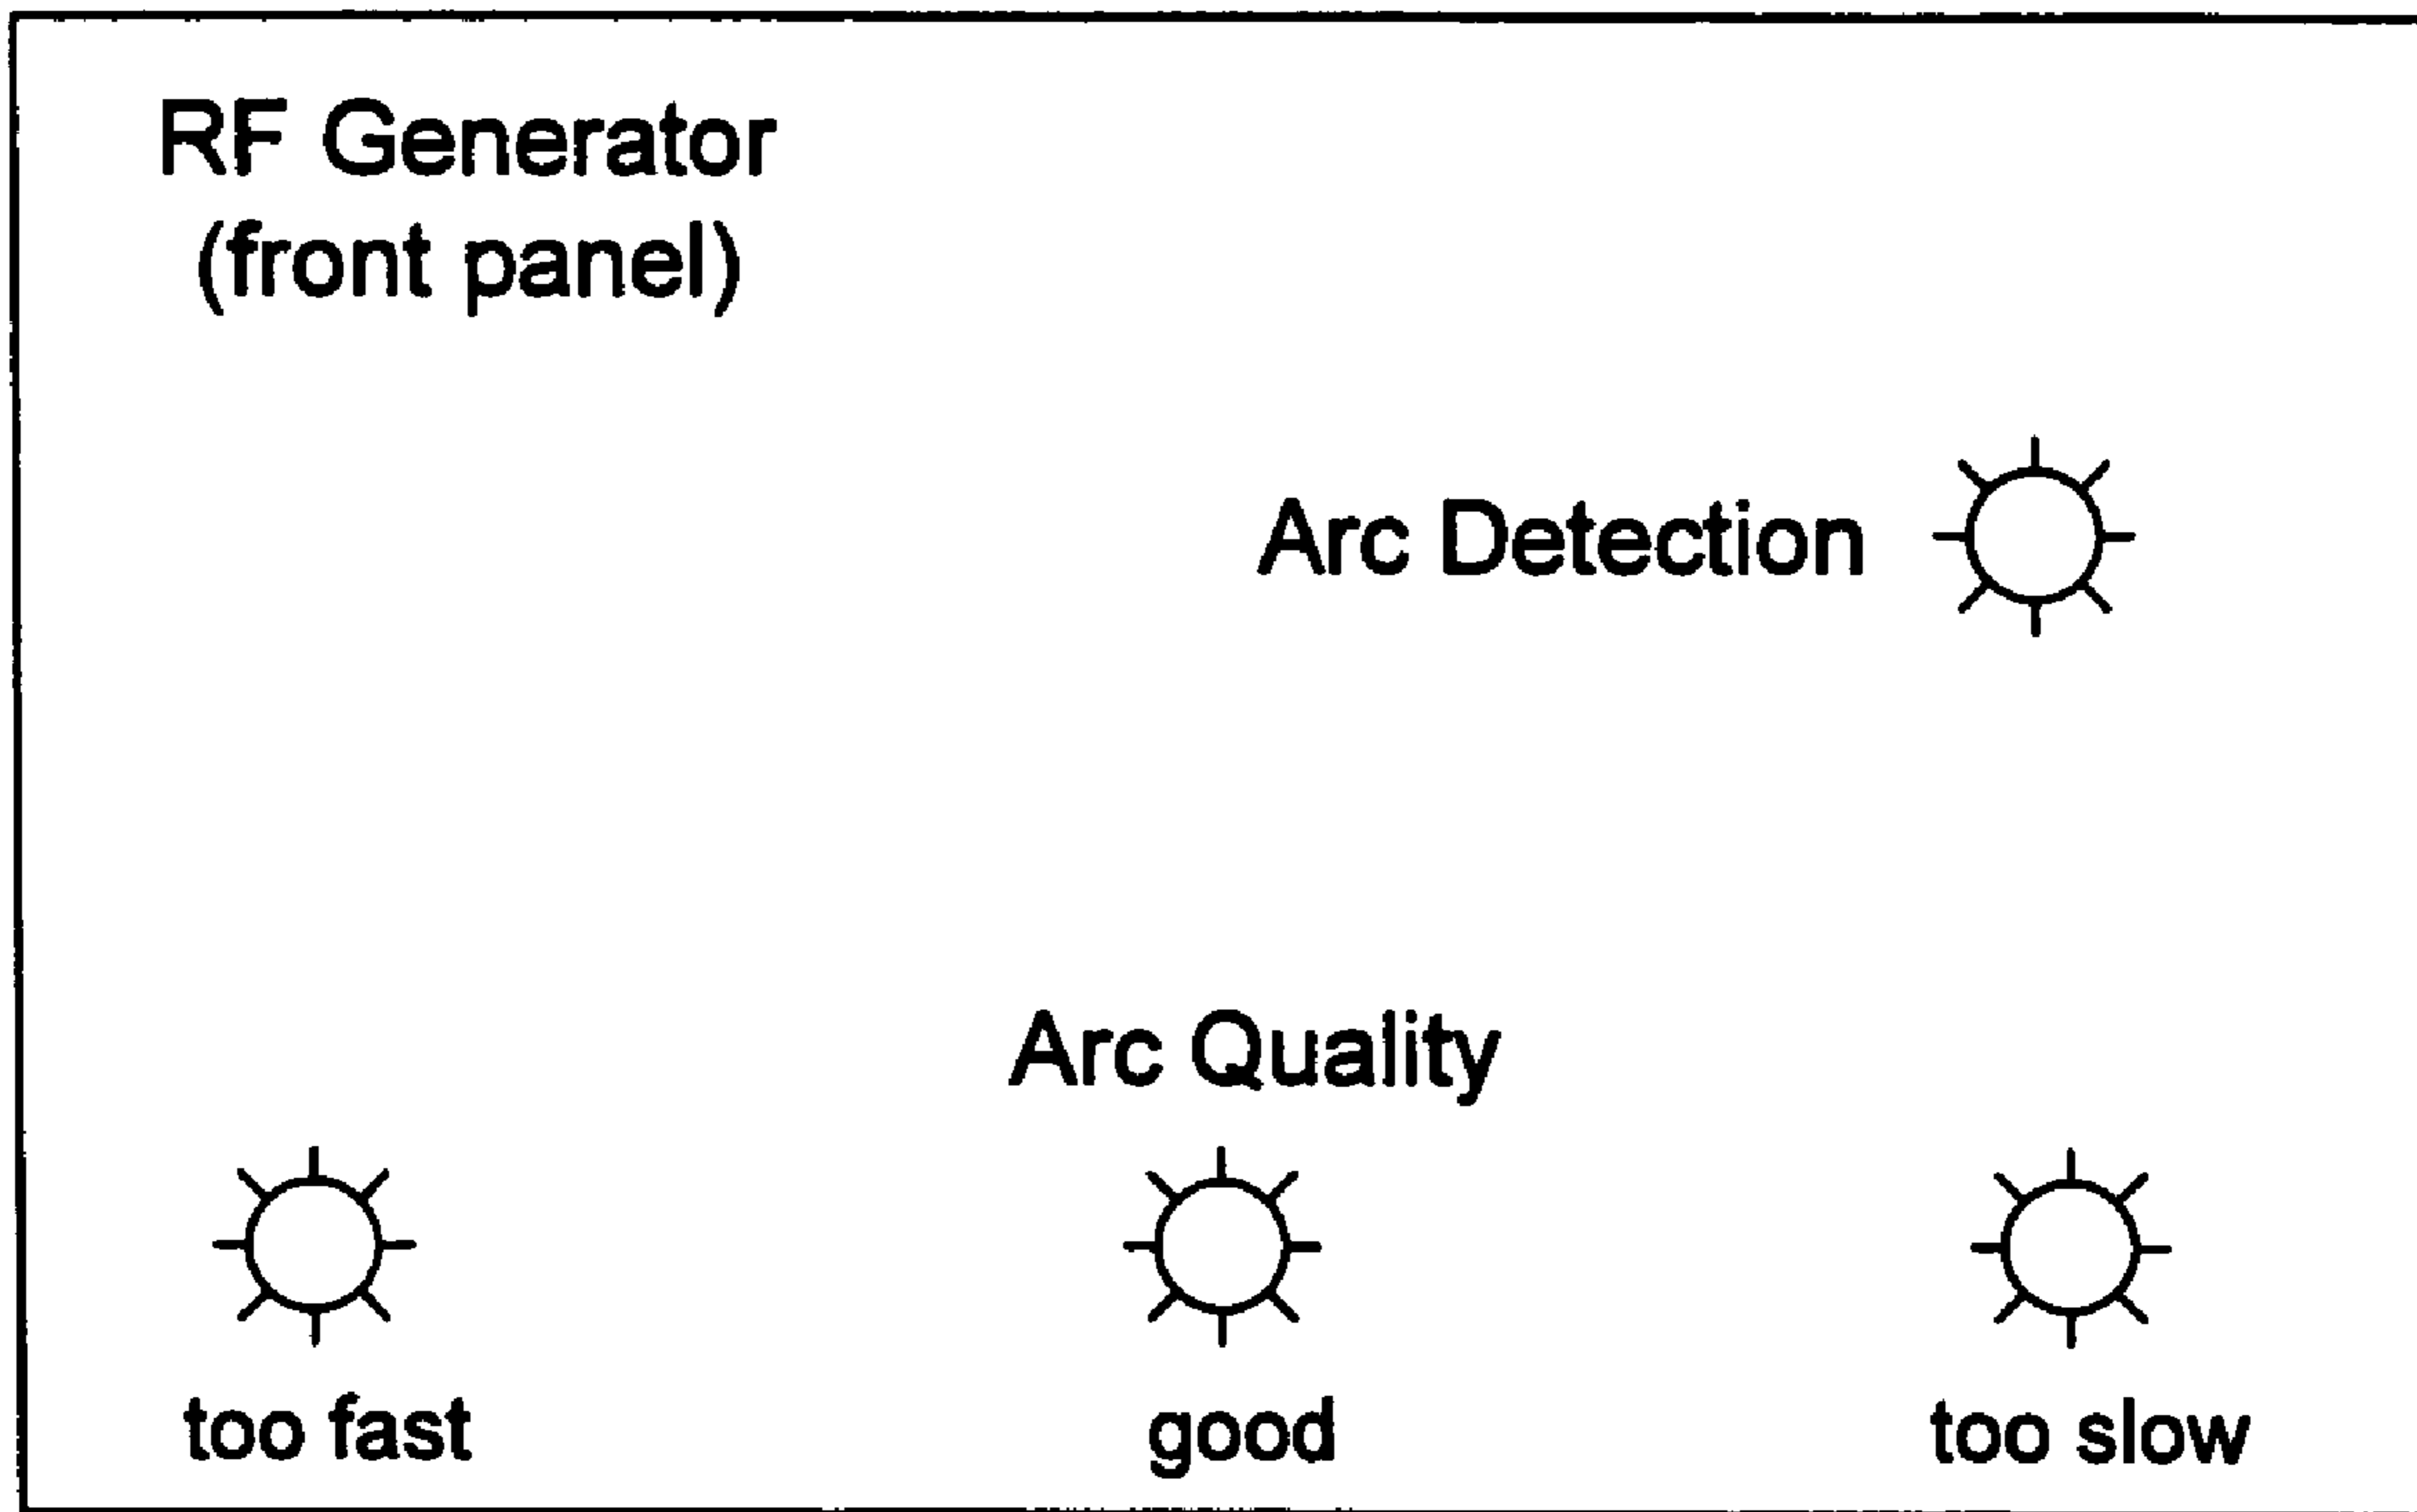 RF Generator
(front panel)
Arc Detection
Arc Quality
too fast
good
too slow